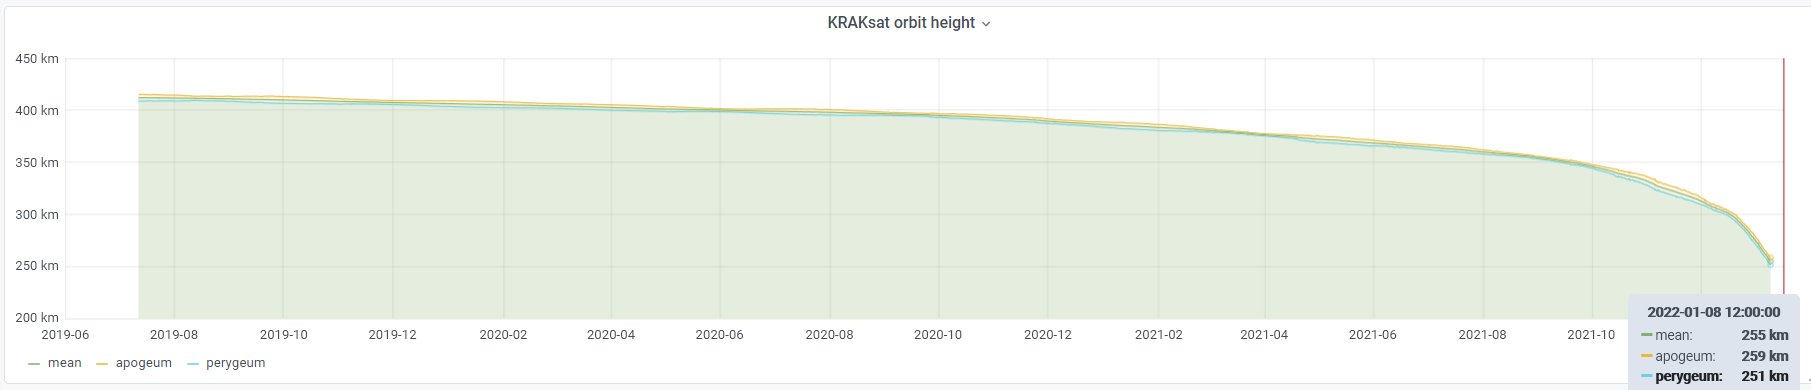 KRAKsat orbit height
450 km
400 km
350 km
300 km
250 km
200 km
2019-06 2019-08 2019-10 2019-12 2020-02 2020-04 2020-06 2020-08 2020-10 2020-12 2021-02 2021-04 2021-06 2021-08 2021-10
mean apogeum perygeum
2022-01-08 12:00:00
mean: 255 km
apogeum: 259 km
perygeum: 251 km